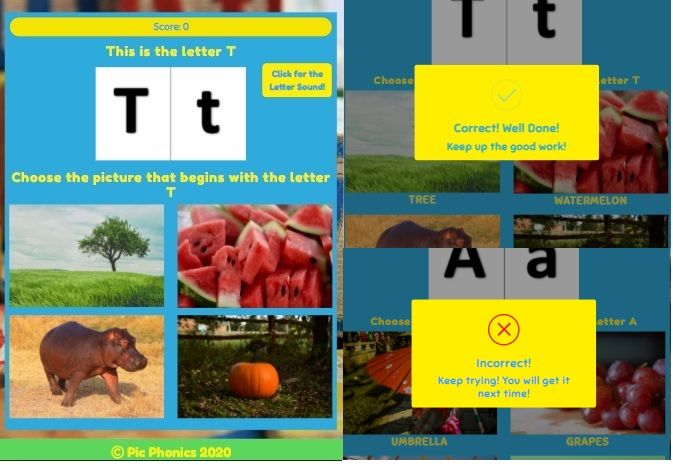 Score: 0
This is the letter T
T t
Click for the
Letter Sound!
Choose the picture that begins with the letter
T
© Pic Phonics 2020
T t
Choose
letter T
Correct! Well Done!
Keep up the good work!
TREE
WATERMELON
A a
Choose
letter A
Incorrect!
Keep trying! You will get it
next time!
UMBRELLA
GRAPES